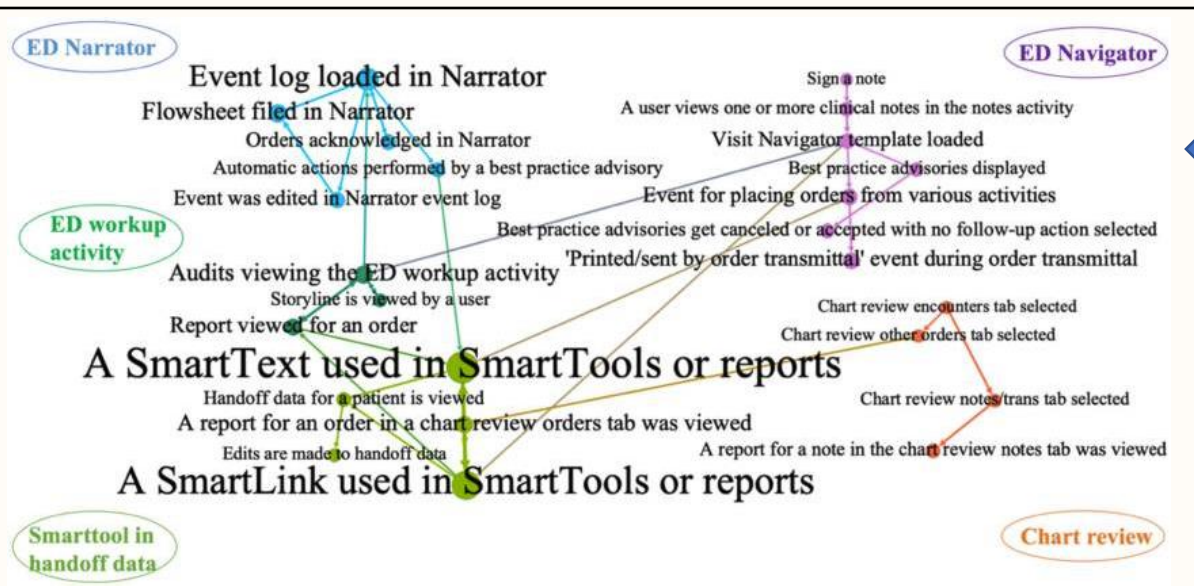 ED Narrator
ED Navigator
Event log loaded in Narrator
Flowsheet filed in Narrator
Orders acknowledged in Narrator
Automatic actions performed by a best practice advisory
Event was edited in Narrator event log
Sign a note
A user views one or more clinical notes in the notes activity
Visit Navigator template loaded
Best practice advisories displayed
Event for placing orders from various activities
Best practice advisories get canceled or accepted with no follow-up action selected
'Printed/sent by order transmittal' event during order transmittal
ED workup
activity
Audits viewing the ED workup activity
Storyline is viewed by a user
Report viewed for an order
A SmartText used in SmartTools or reports
Handoff data for a patient is viewed
A report for an order in a chart review orders tab was viewed
Edits are made to handoff data
A SmartLink used in SmartTools or reports
Chart review encounters tab selected
Chart review other orders tab selected
Chart review notes/trans tab selected
A report for a note in the chart review notes tab was viewed
Smarttool in
handoff data
Chart review